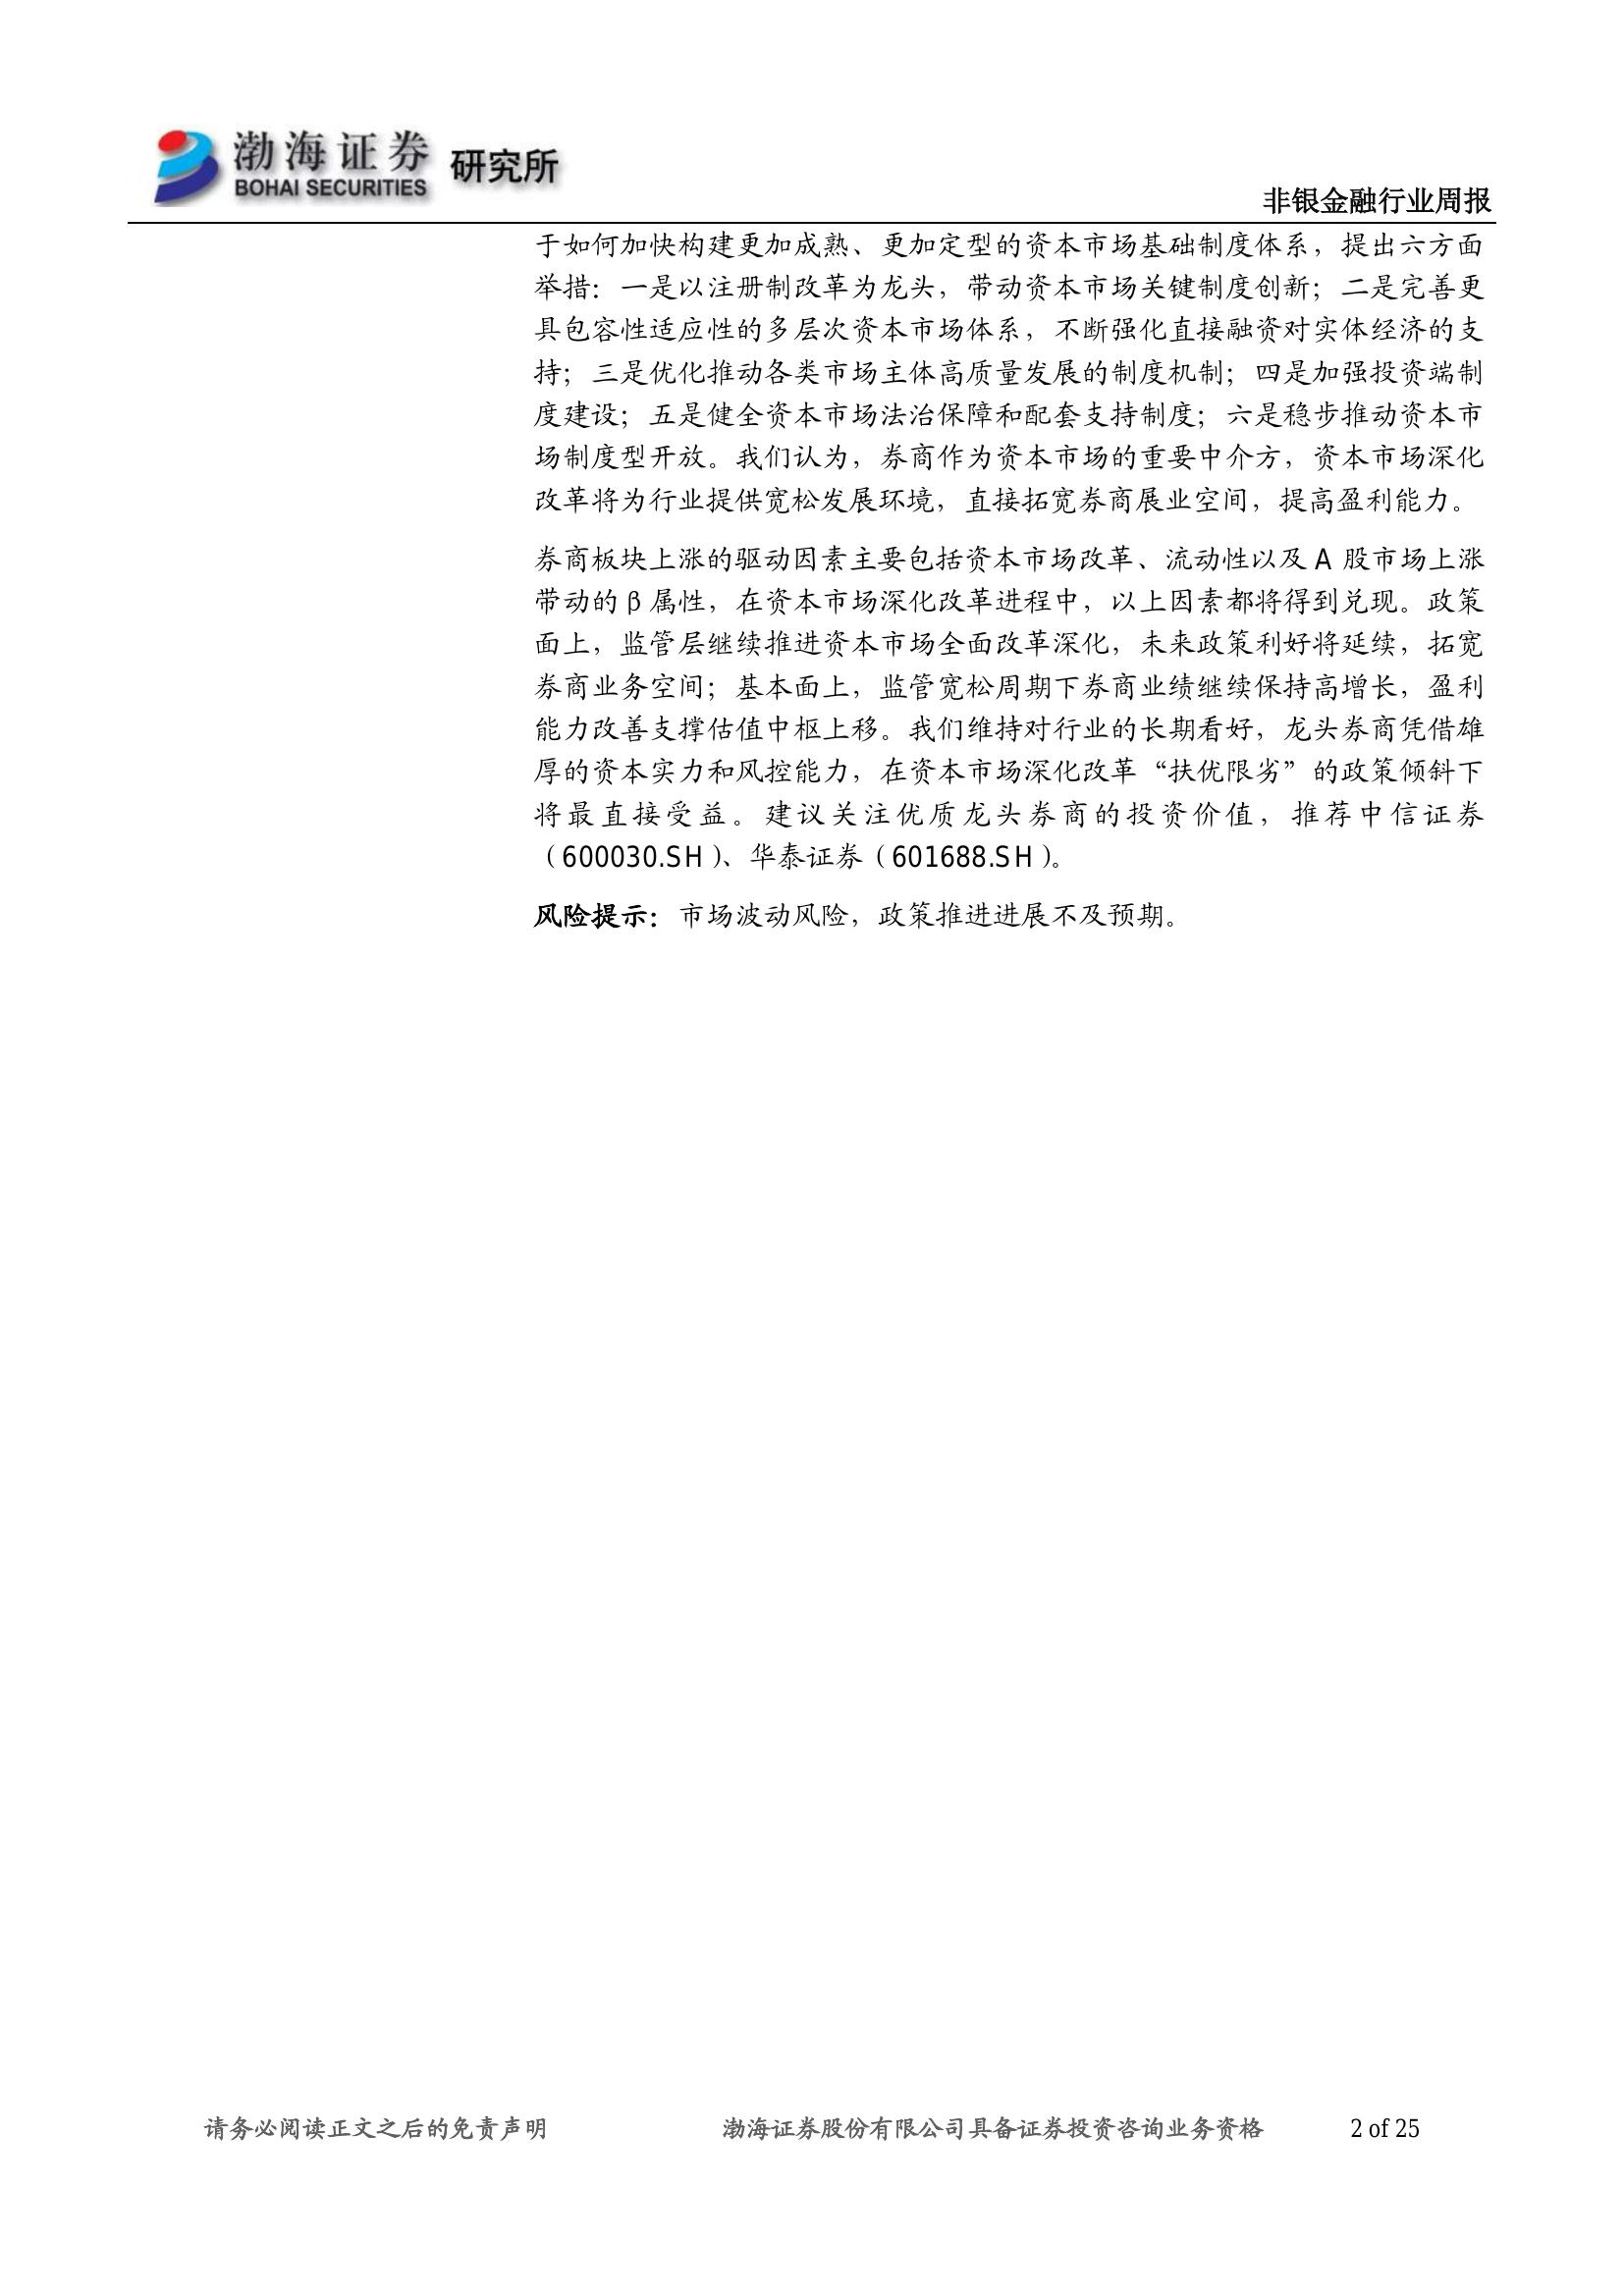 渤海证券
BOHAI SECURITIES
研究所
非银金融行业周报
于如何加快构建更加成熟、更加定型的资本市场基础制度体系，提出六方面
举措：一是以注册制改革为龙头，带动资本市场关键制度创新；二是完善更
具包容性适应性的多层次资本市场体系，不断强化直接融资对实体经济的支
持；三是优化推动各类市场主体高质量发展的制度机制；四是加强投资端制
度建设；五是健全资本市场法治保障和配套支持制度；六是稳步推动资本市
场制度型开放。我们认为，券商作为资本市场的重要中介方，资本市场深化
改革将为行业提供宽松发展环境，直接拓宽券商展业空间，提高盈利能力。
券商板块上涨的驱动因素主要包括资本市场改革、流动性以及 A 股市场上涨
带动的 β 属性，在资本市场深化改革进程中，以上因素都将得到兑现。政策
面上，监管层继续推进资本市场全面改革深化，未来政策利好将延续，拓宽
券商业务空间；基本面上，监管宽松周期下券商业绩继续保持高增长，盈利
能力改善支撑估值中枢上移。我们维持对行业的长期看好，龙头券商凭借雄
厚的资本实力和风控能力，在资本市场深化改革“扶优限劣”的政策倾斜下
将最直接受益。建议关注优质龙头券商的投资价值，推荐中信证券
（600030.SH）、华泰证券（601688.SH）。
风险提示：市场波动风险，政策推进进展不及预期。
请务必阅读正文之后的免责声明 渤海证券股份有限公司具备证券投资咨询业务资格 2 of 25